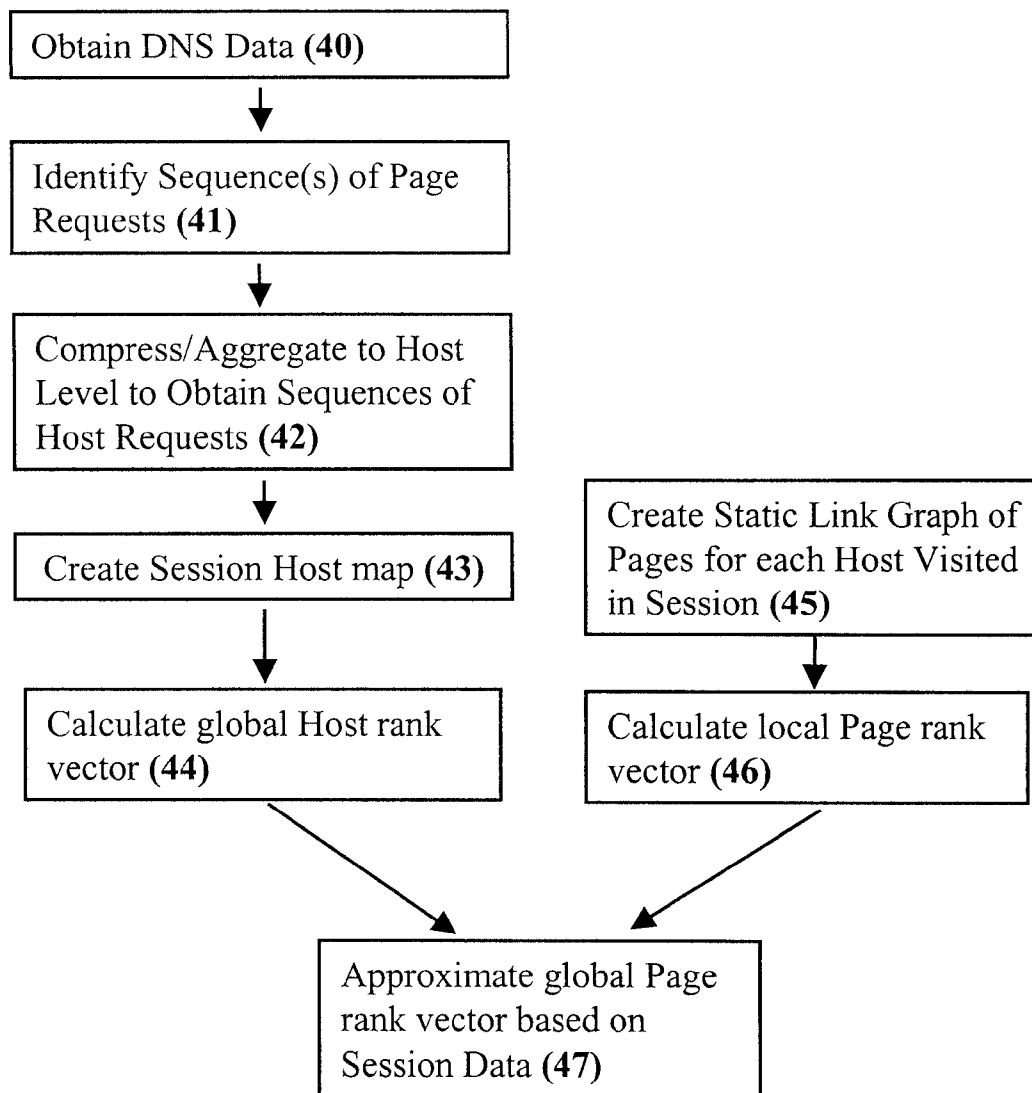 Obtain DNS Data (40)
Identify Sequence(s) of Page
Requests (41)
Compress/Aggregate to Host
Level to Obtain Sequences of
Host Requests (42)
Create Session Host map (43)
Calculate global Host rank
vector (44)
Create Static Link Graph of
Pages for each Host Visited
in Session (45)
Calculate local Page rank
vector (46)
Approximate global Page
rank vector based on
Session Data (47)